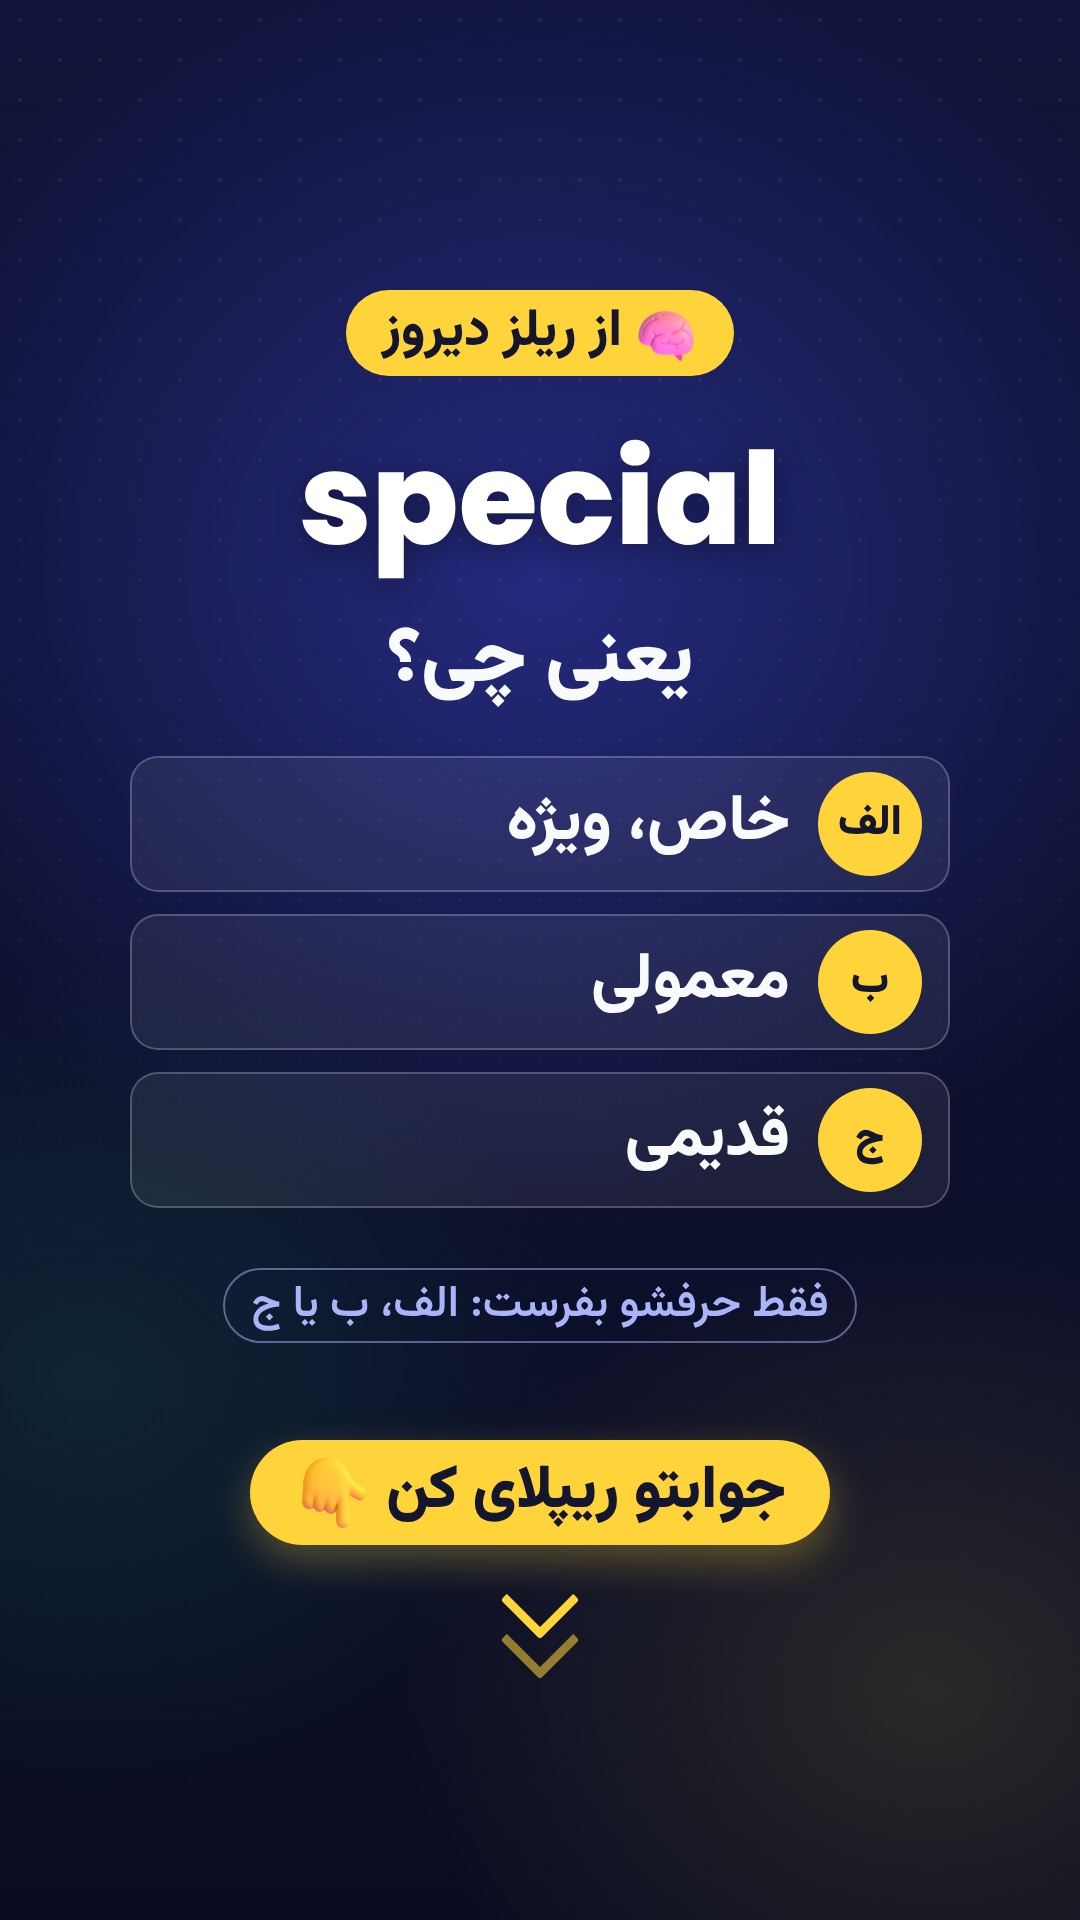 🧠 از ریلز دیروز
special
یعنی چی؟
الف خاص، ویژه
ب معمولی
ج قدیمی
فقط حرفشو بفرست: الف، ب یا ج
جوابتو ریپلای کن 👇